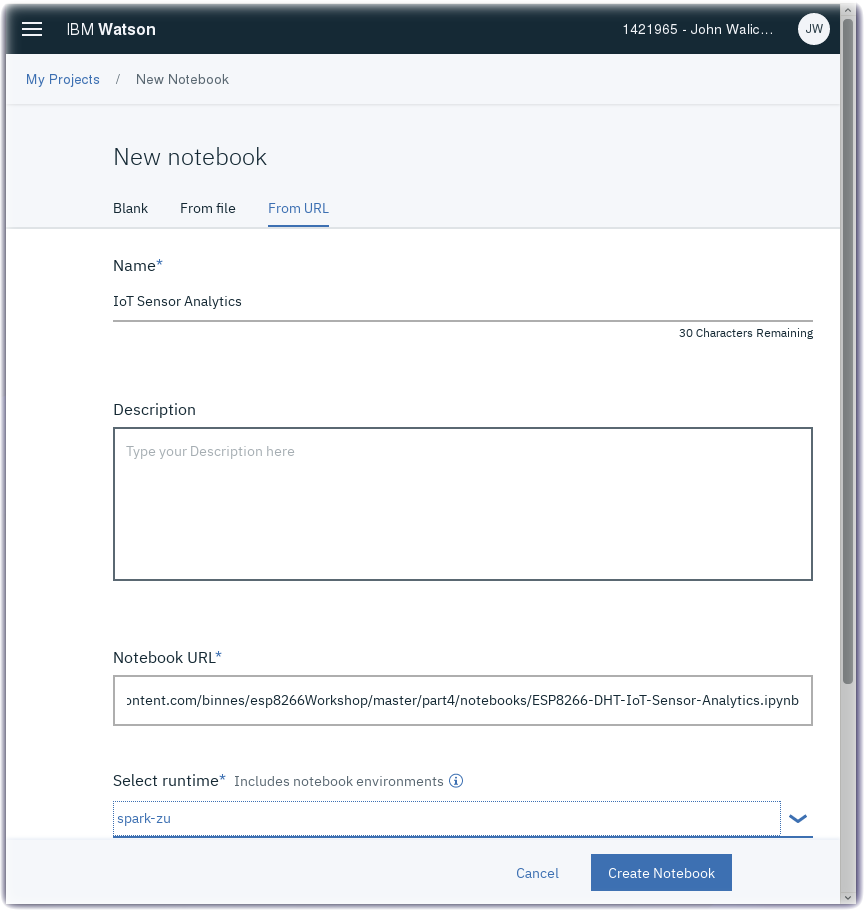 IBM Watson
1421965 - John Walic...
JW
My Projects / New Notebook
New notebook
Blank From file From URL
Name*
IoT Sensor Analytics
30 Characters Remaining
Description
Type your Description here
Notebook URL*
ontent.com/binnes/esp8266Workshop/master/part4/notebooks/ESP8266-DHT-IoT-Sensor-Analytics.ipynb
Select runtime* Includes notebook environments
spark-zu
Cancel Create Notebook